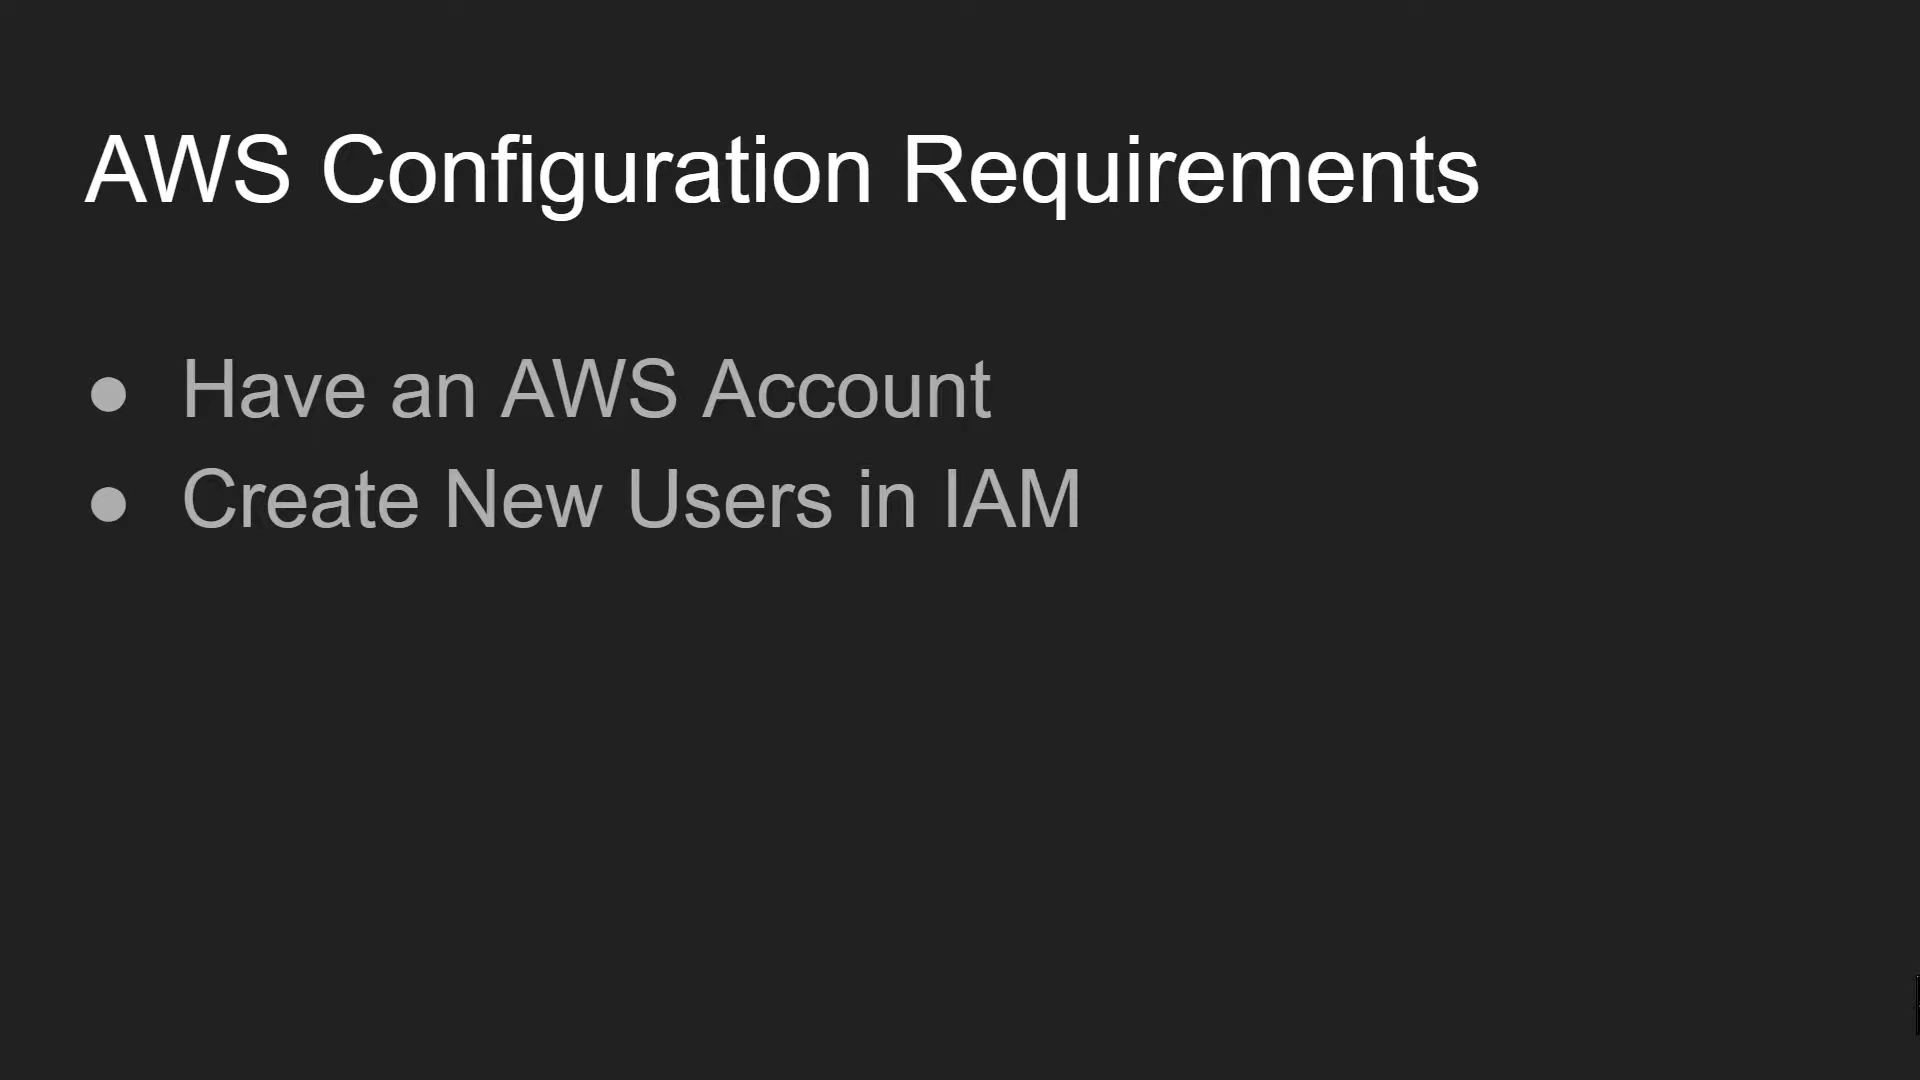 AWS Configuration Requirements
● Have an AWS Account
● Create New Users in IAM